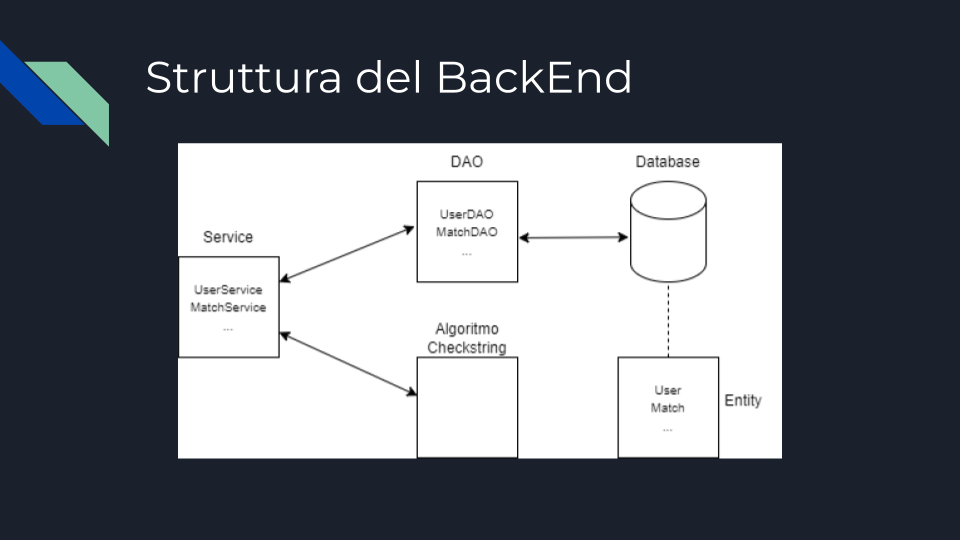 Struttura del BackEnd
DAO
Database
UserDAO
MatchDAO
...
Service
UserService
MatchService
...
Algoritmo
Checkstring
User
Match
...
Entity